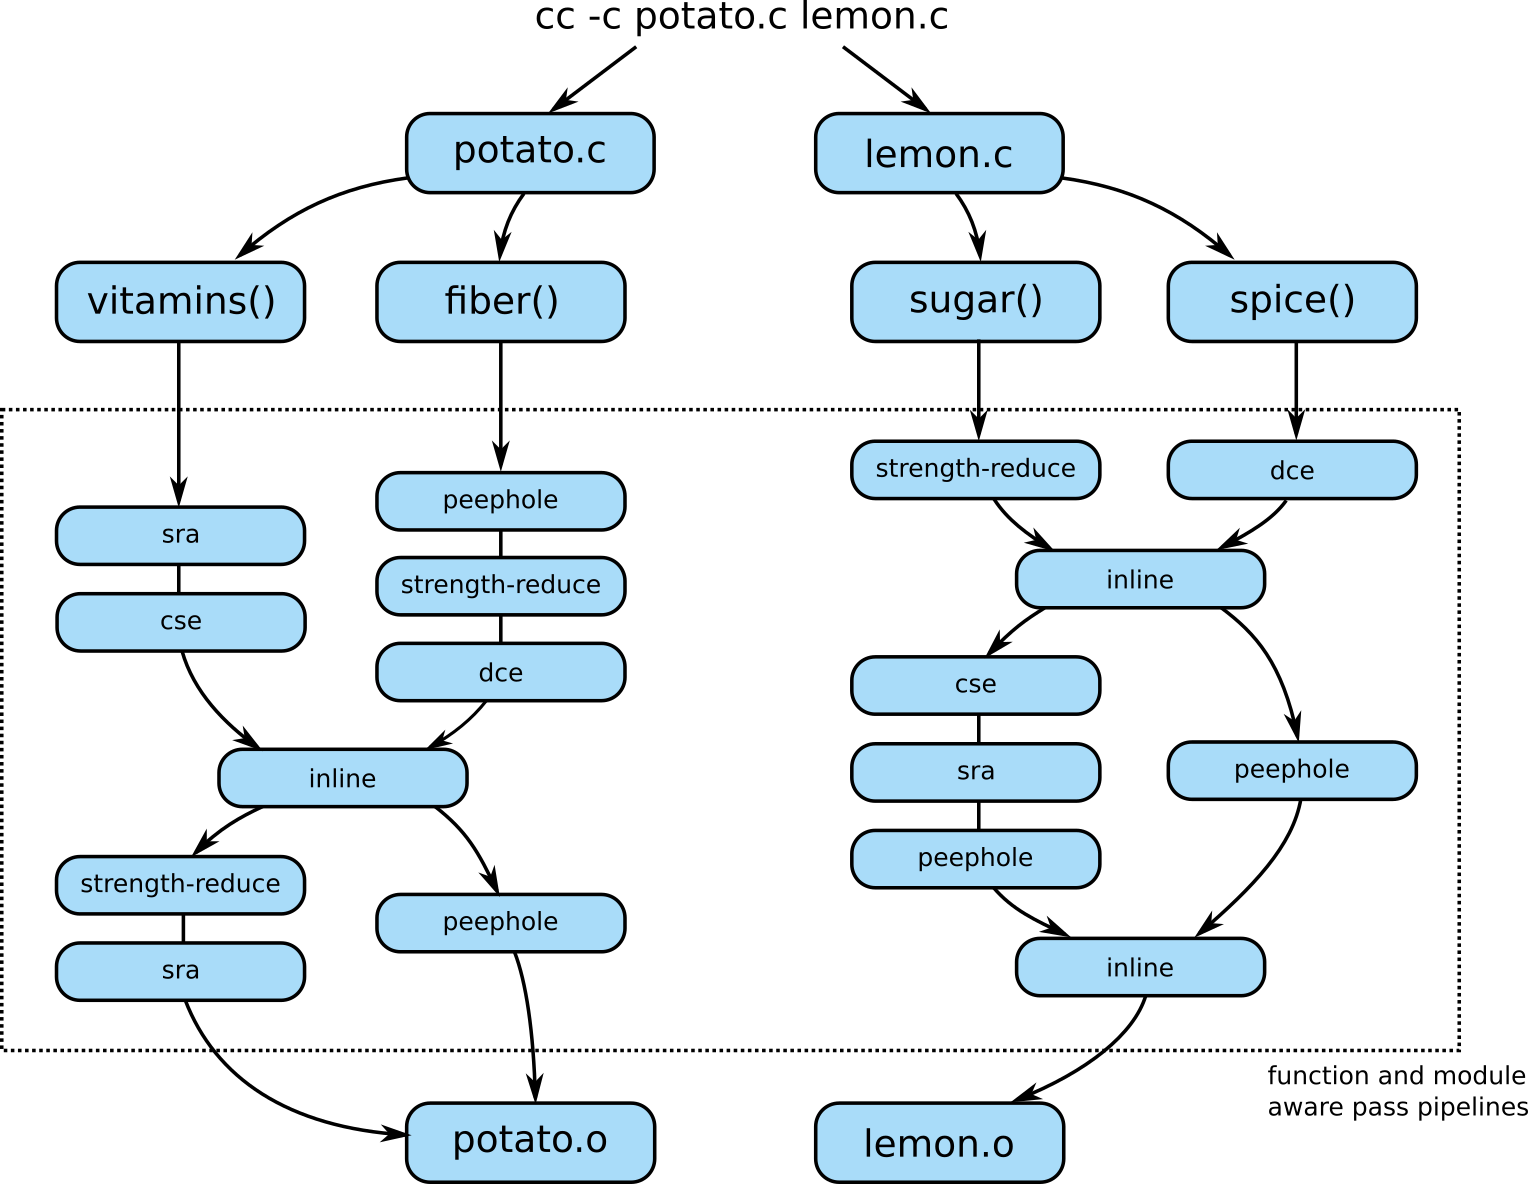 cc -c potato.c lemon.c
potato.c
lemon.c
vitamins()
fiber()
sugar()
spice()
strength-reduce
dce
peephole
sra
inline
strength-reduce
cse
dce
cse
sra
peephole
inline
peephole
strength-reduce
peephole
sra
inline
function and module
aware pass pipelines
potato.o
lemon.o